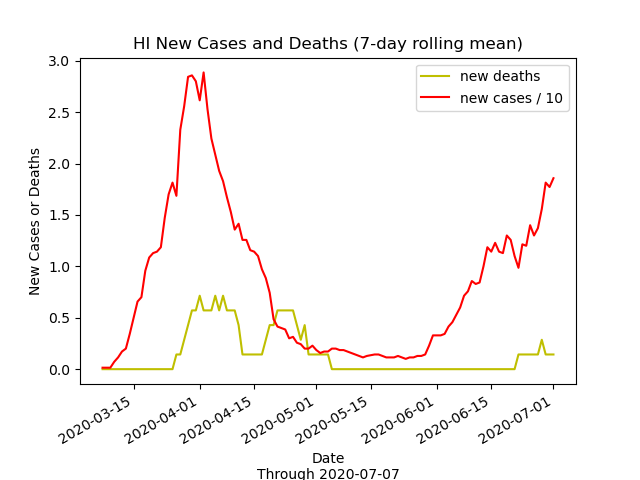 HI New Cases and Deaths (7-day rolling mean)
new deaths
new cases / 10
New Cases or Deaths
3.0
2.5
2.0
1.5
1.0
0.5
0.0
2020-03-15
2020-04-01
2020-04-15
2020-05-01
2020-05-15
2020-06-01
2020-06-15
2020-07-01
Date
Through 2020-07-07